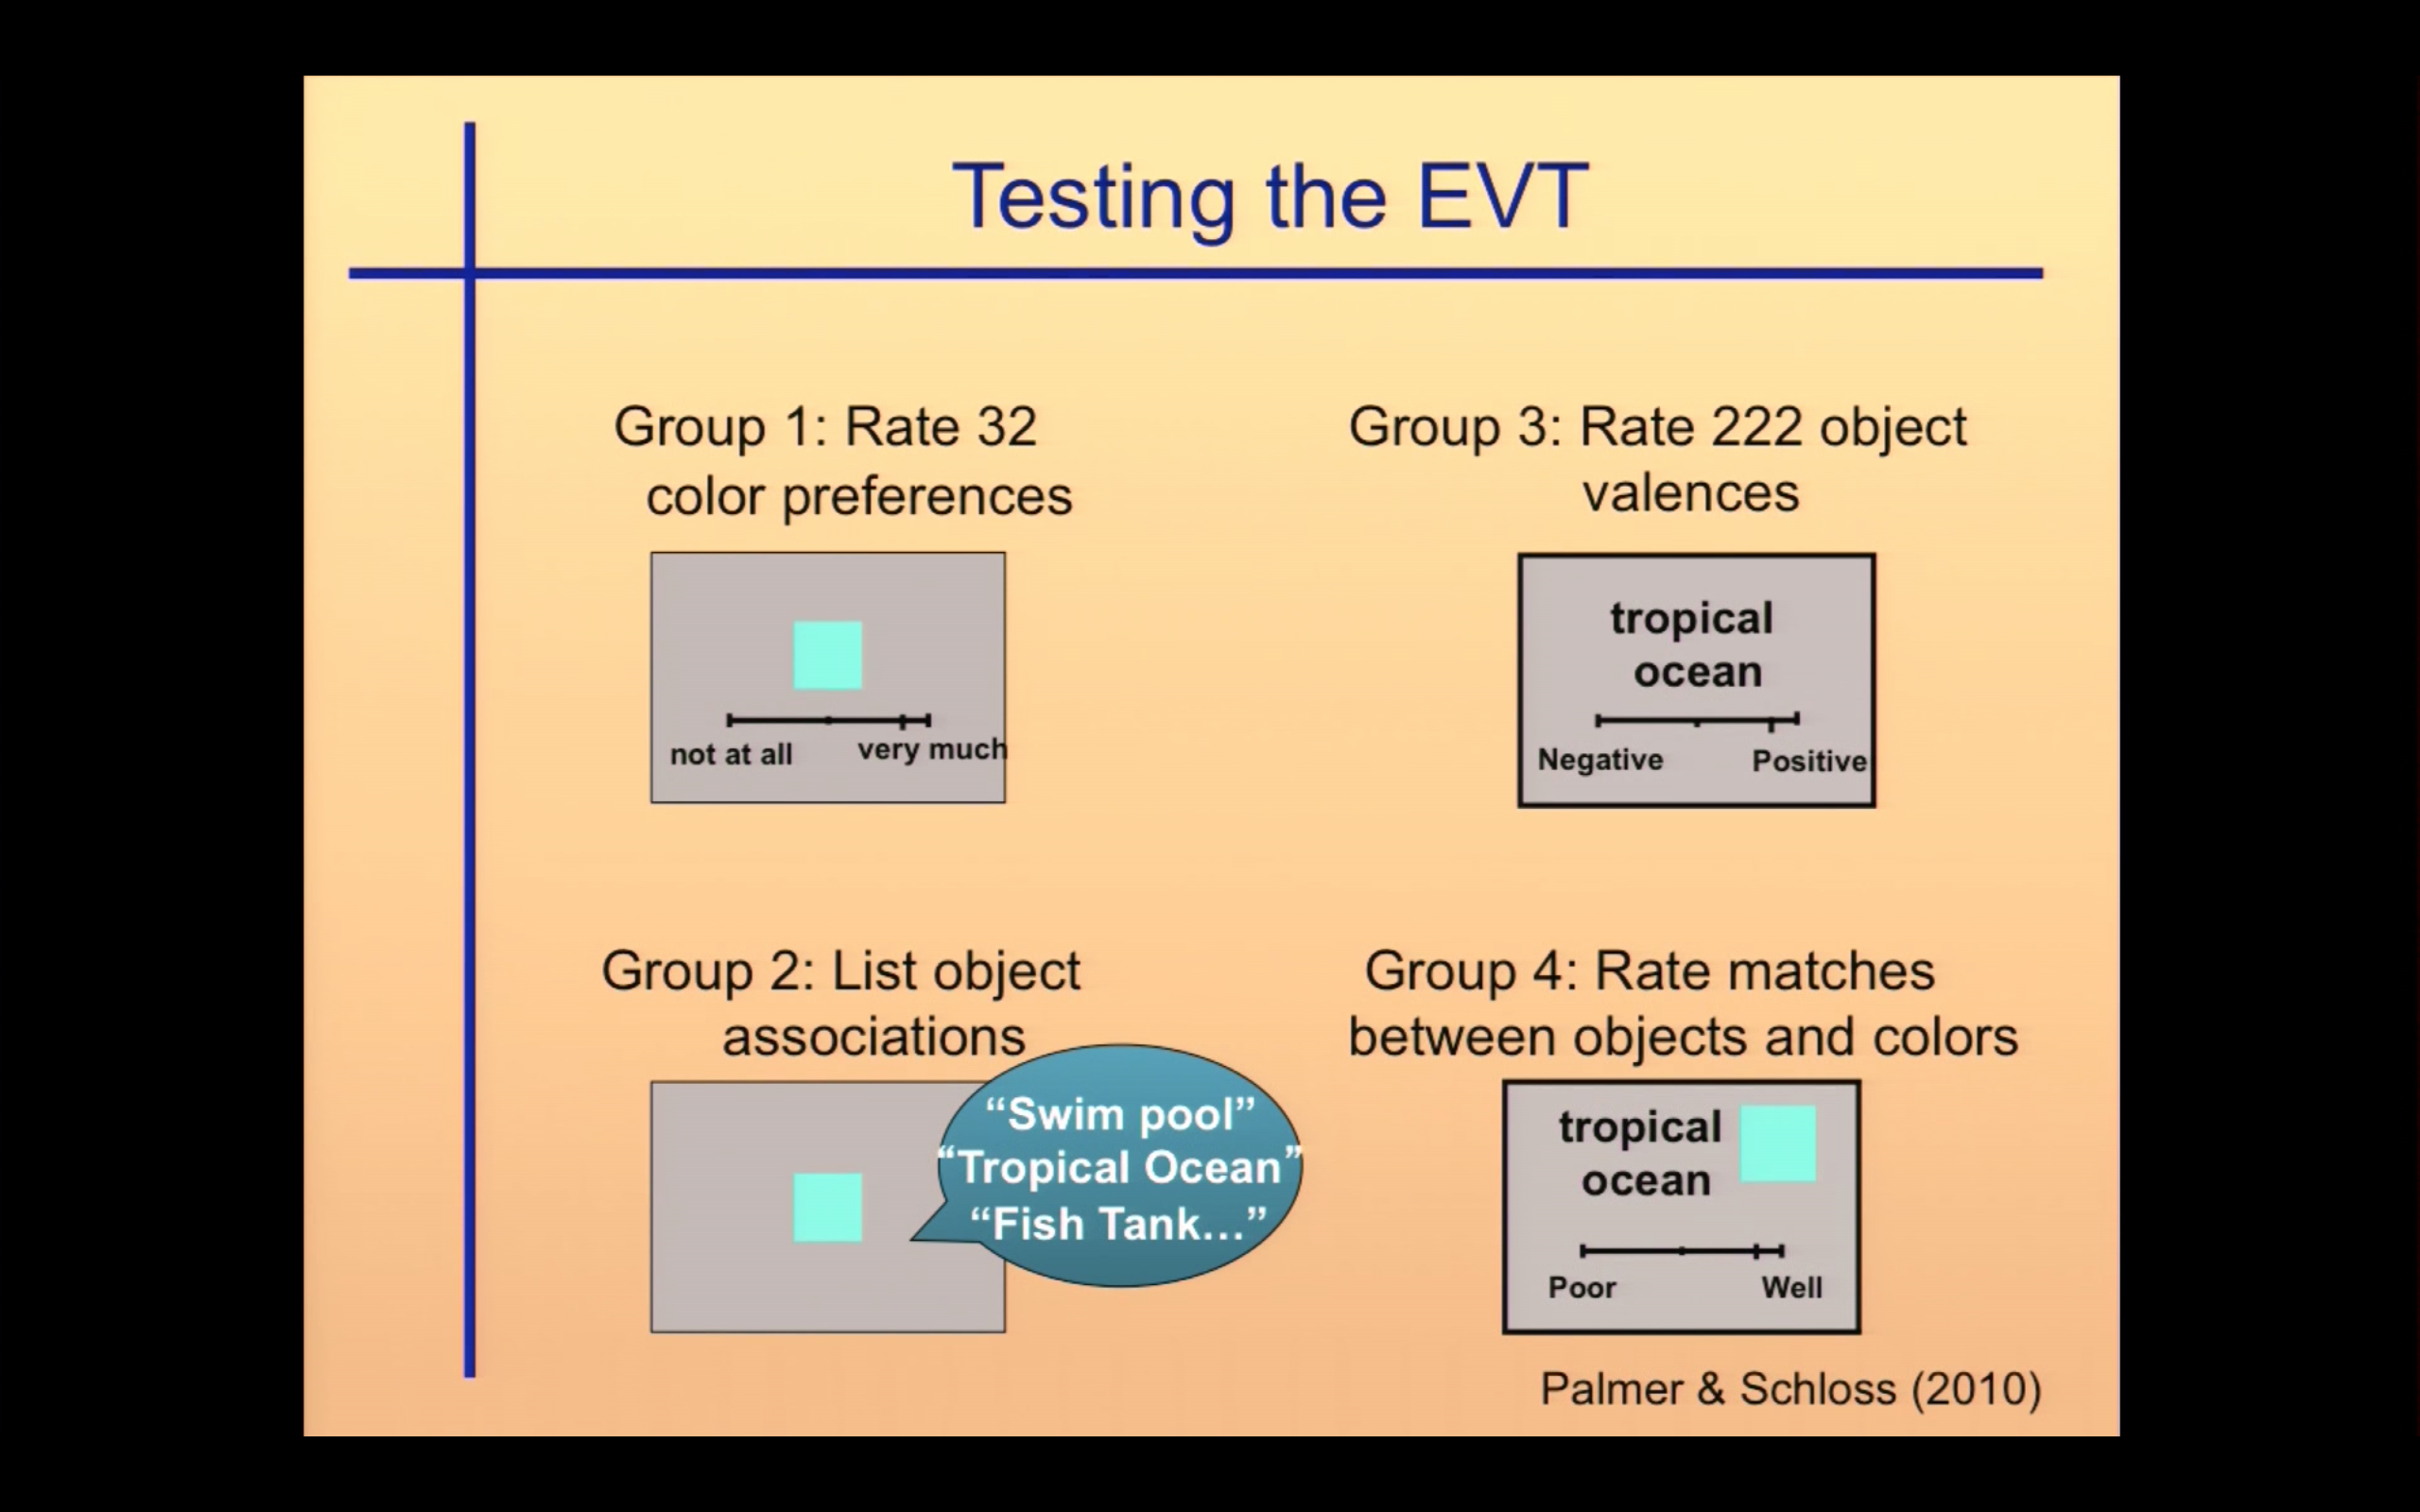 Testing the EVT
Group 1: Rate 32
color preferences
not at all
very much
Group 2: List object
associations
“Swim pool”
“Tropical Ocean”
“Fish Tank…”
Group 3: Rate 222 object
valences
tropical
ocean
Negative
Positive
Group 4: Rate matches
between objects and colors
tropical
ocean
Poor
Well
Palmer & Schloss (2010)